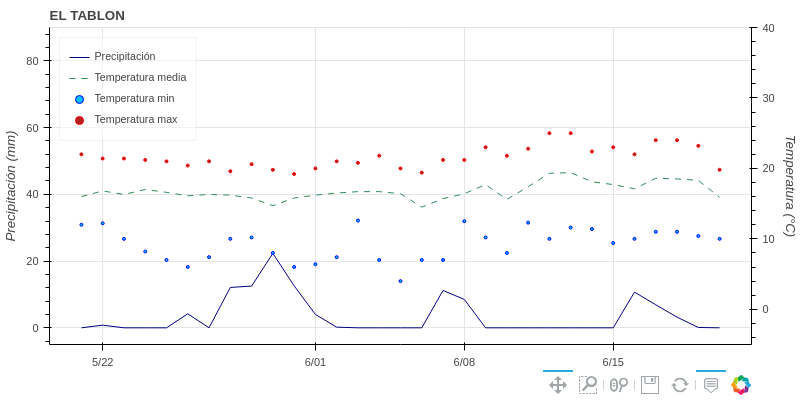 EL TABLON
Precipitación
Temperatura media
Temperatura min
Temperatura max
Precipitación (mm)
80
60
40
20
0
Temperatura (°C)
40
30
20
10
0
5/22
6/01
6/08
6/15